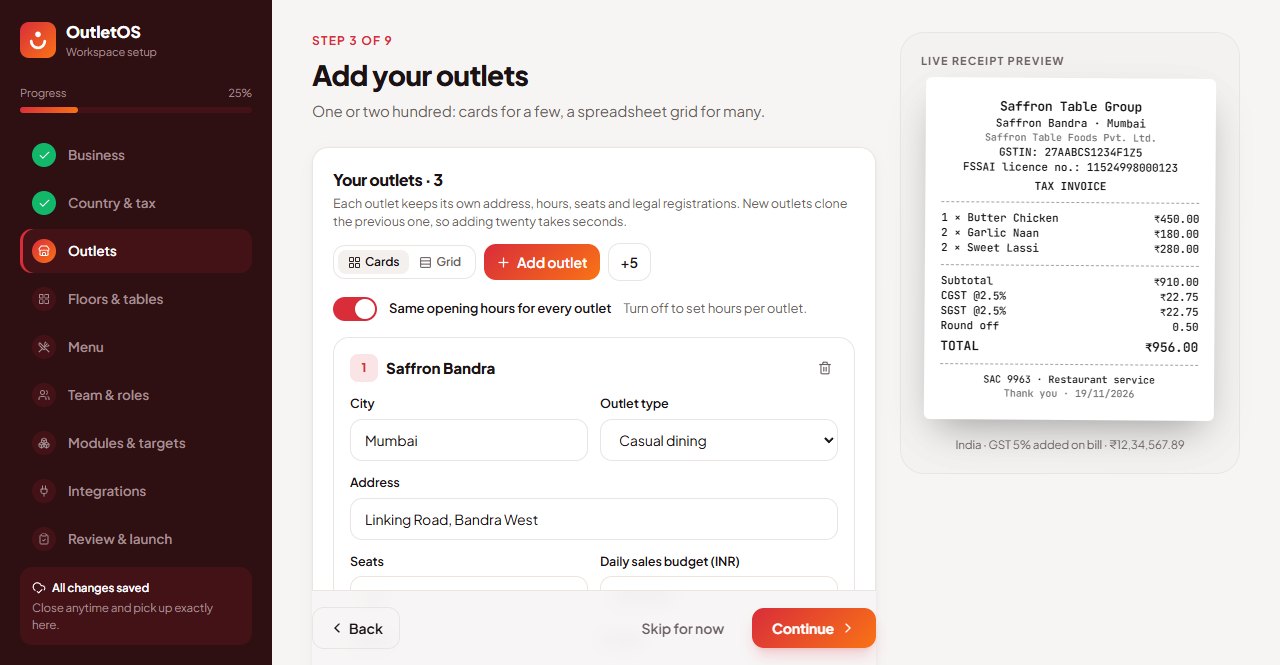 OutletOS
Workspace setup
Progress 25%
Business
Country & tax
Outlets
Floors & tables
Menu
Team & roles
Modules & targets
Integrations
Review & launch
All changes saved
Close anytime and pick up exactly
here.
STEP 3 OF 9
Add your outlets
One or two hundred: cards for a few, a spreadsheet grid for many.
Your outlets · 3
Each outlet keeps its own address, hours, seats and legal registrations. New outlets clone
the previous one, so adding twenty takes seconds.
Cards Grid + Add outlet +5
Same opening hours for every outlet Turn off to set hours per outlet.
1 Saffron Bandra
City Outlet type
Mumbai Casual dining
Address
Linking Road, Bandra West
Seats Daily sales budget (INR)
Back Skip for now Continue
LIVE RECEIPT PREVIEW
Saffron Table Group
Saffron Bandra · Mumbai
Saffron Table Foods Pvt. Ltd.
GSTIN: 27AABCS1234F1Z5
FSSAI licence no.: 11524998000123
TAX INVOICE
1 × Butter Chicken ₹450.00
2 × Garlic Naan ₹180.00
2 × Sweet Lassi ₹280.00
Subtotal ₹910.00
CGST @2.5% ₹22.75
SGST @2.5% ₹22.75
Round off 0.50
TOTAL ₹956.00
SAC 9963 · Restaurant service
Thank you · 19/11/2026
India · GST 5% added on bill · ₹12,34,567.89